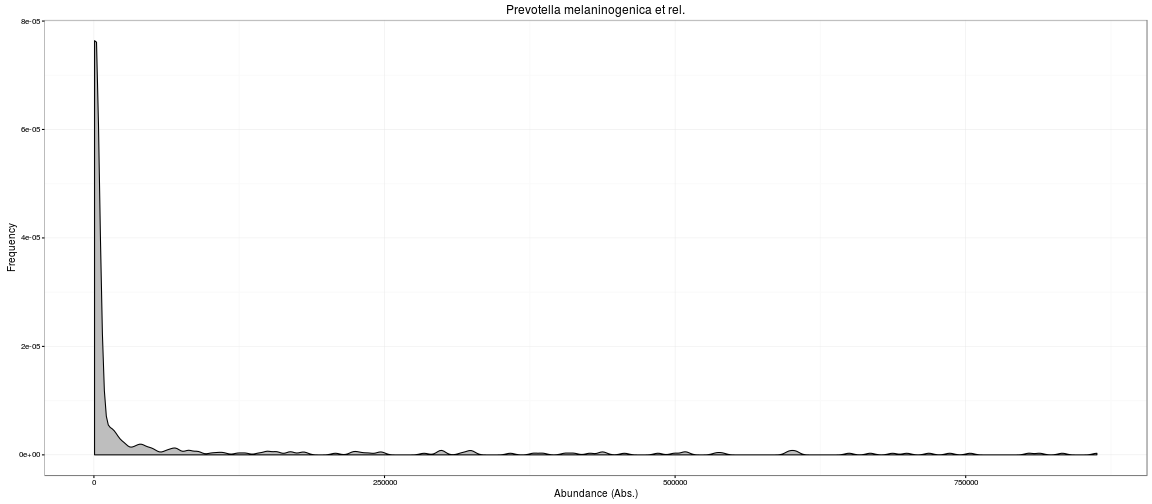 Prevotella melaninogenica et rel.
8e-05
6e-05
4e-05
2e-05
0e+00
Frequency
0 250000 500000 750000
Abundance (Abs.)